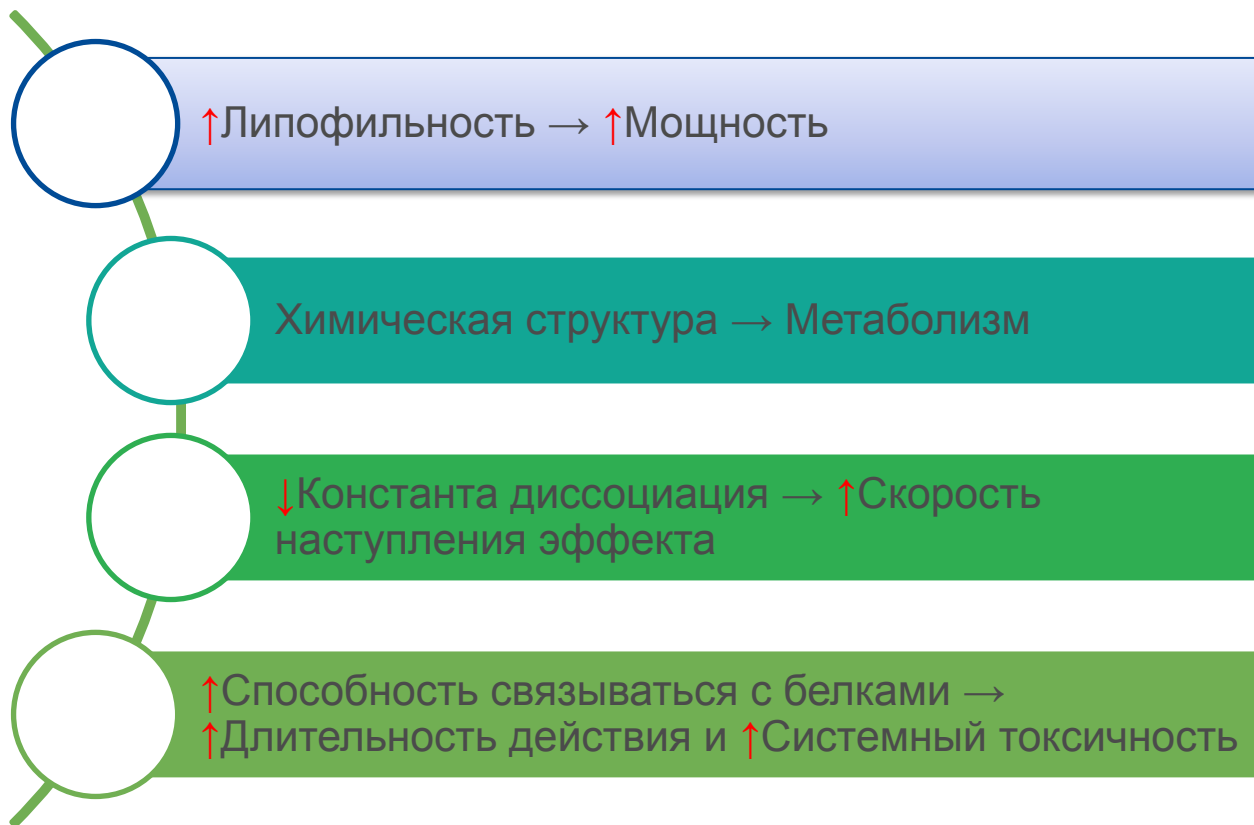 ↑Липофильность → ↑Мощность
Химическая структура → Метаболизм
↓Константа диссоциация → ↑Скорость
наступления эффекта
↑Способность связываться с белками →
↑Длительность действия и ↑Системный токсичность